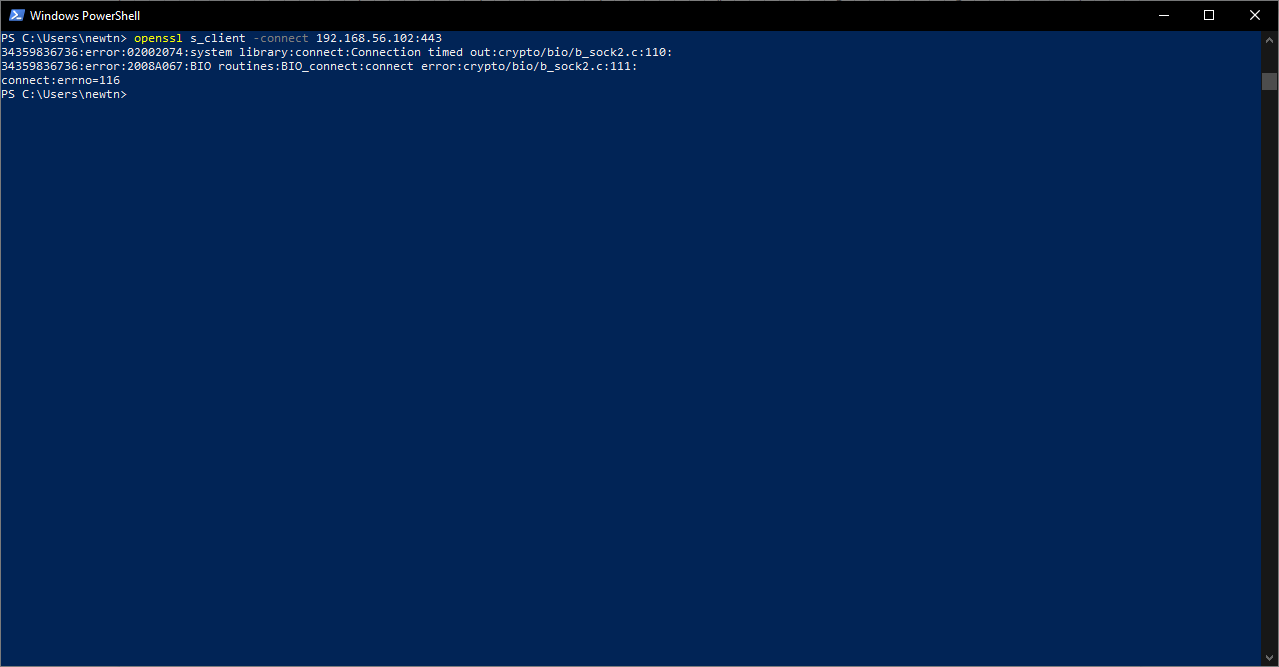 Windows PowerShell
PS C:\Users\newtn> openssl s_client -connect 192.168.56.102:443
34359836736:error:02002074:system library:connect:Connection timed out:crypto/bio/b_sock2.c:110:
34359836736:error:2008A067:BIO routines:BIO_connect:connect error:crypto/bio/b_sock2.c:111:
connect:errno=116
PS C:\Users\newtn>